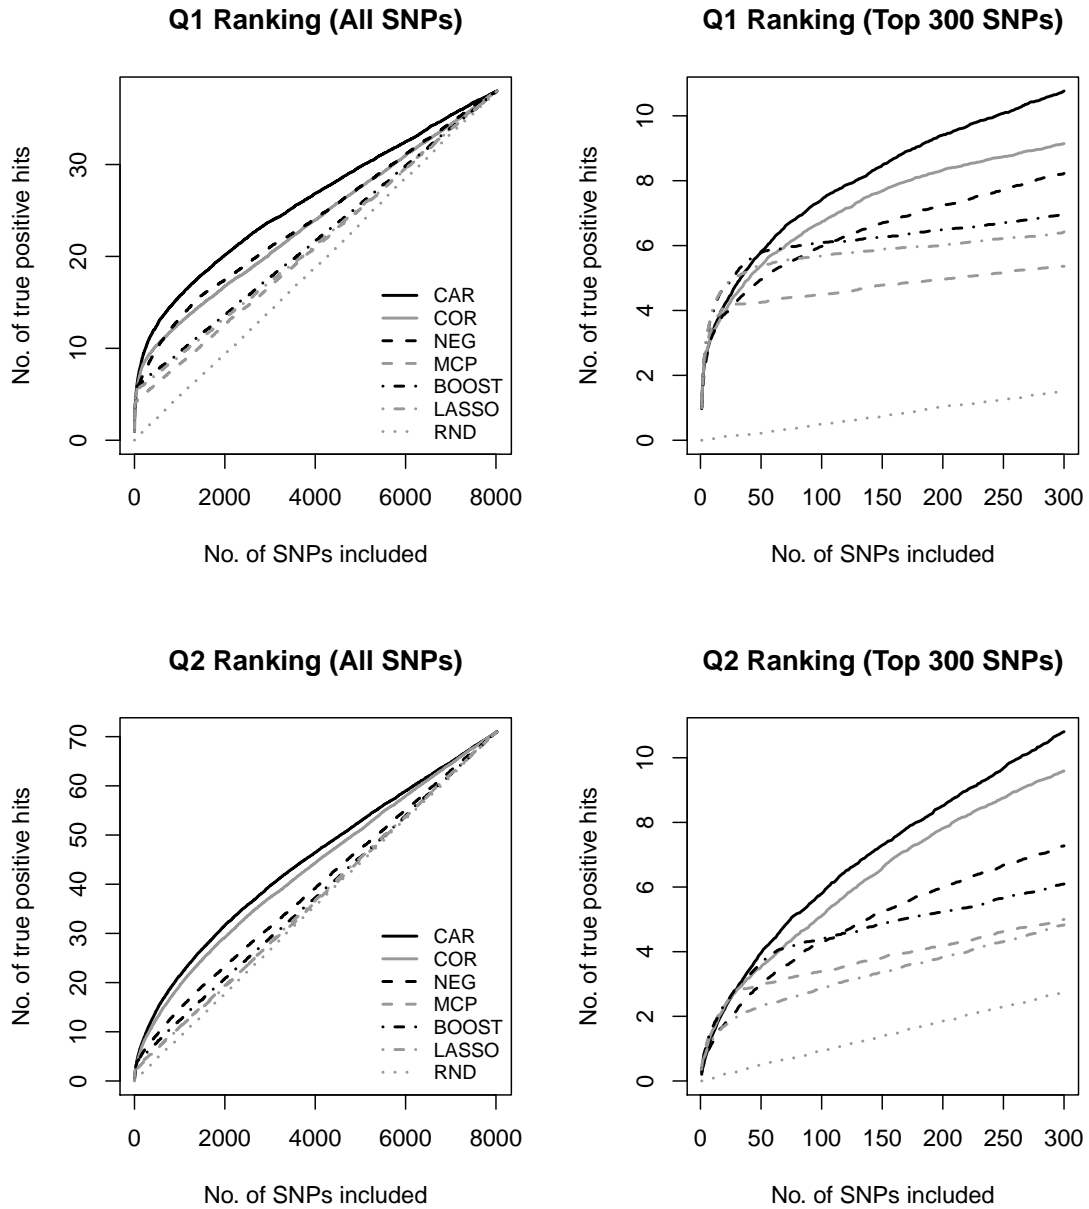 Q1 Ranking (All SNPs)
No. of true positive hits
30
20
10
0
CAR
COR
NEG
MCP
BOOST
LASSO
RND
0 2000 4000 6000 8000
No. of SNPs included
Q1 Ranking (Top 300 SNPs)
No. of true positive hits
10
8
6
4
2
0
0 50 100 150 200 250 300
No. of SNPs included
Q2 Ranking (All SNPs)
No. of true positive hits
70
60
50
40
30
20
10
0
CAR
COR
NEG
MCP
BOOST
LASSO
RND
0 2000 4000 6000 8000
No. of SNPs included
Q2 Ranking (Top 300 SNPs)
No. of true positive hits
10
8
6
4
2
0
0 50 100 150 200 250 300
No. of SNPs included